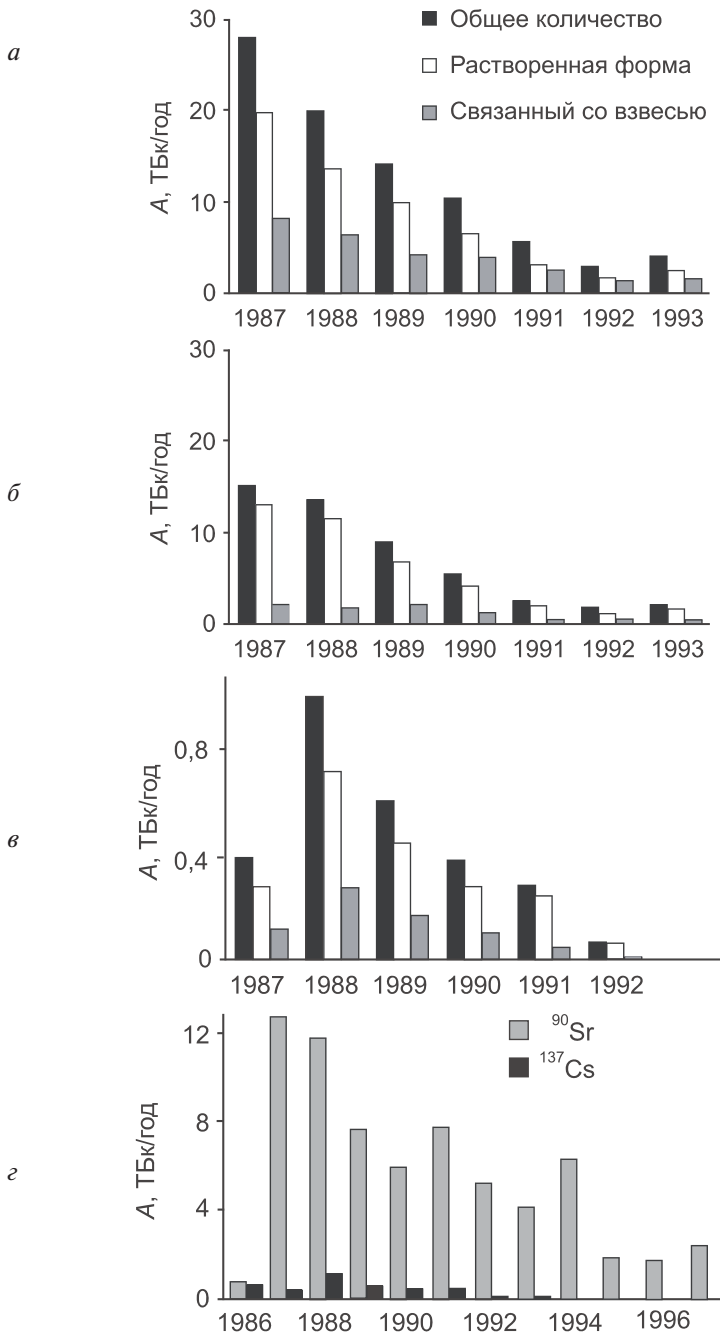 а
А, ТБк/год
30
20
10
0
Общее количество
Растворенная форма
Связанный со взвесью
1987 1988 1989 1990 1991 1992 1993
б
А, ТБк/год
30
20
10
0
1987 1988 1989 1990 1991 1992 1993
в
А, ТБк/год
0,8
0,4
0
1987 1988 1989 1990 1991 1992
г
А, ТБк/год
12
8
4
0
⁹⁰Sr
¹³⁷Cs
1986 1988 1990 1992 1994 1996